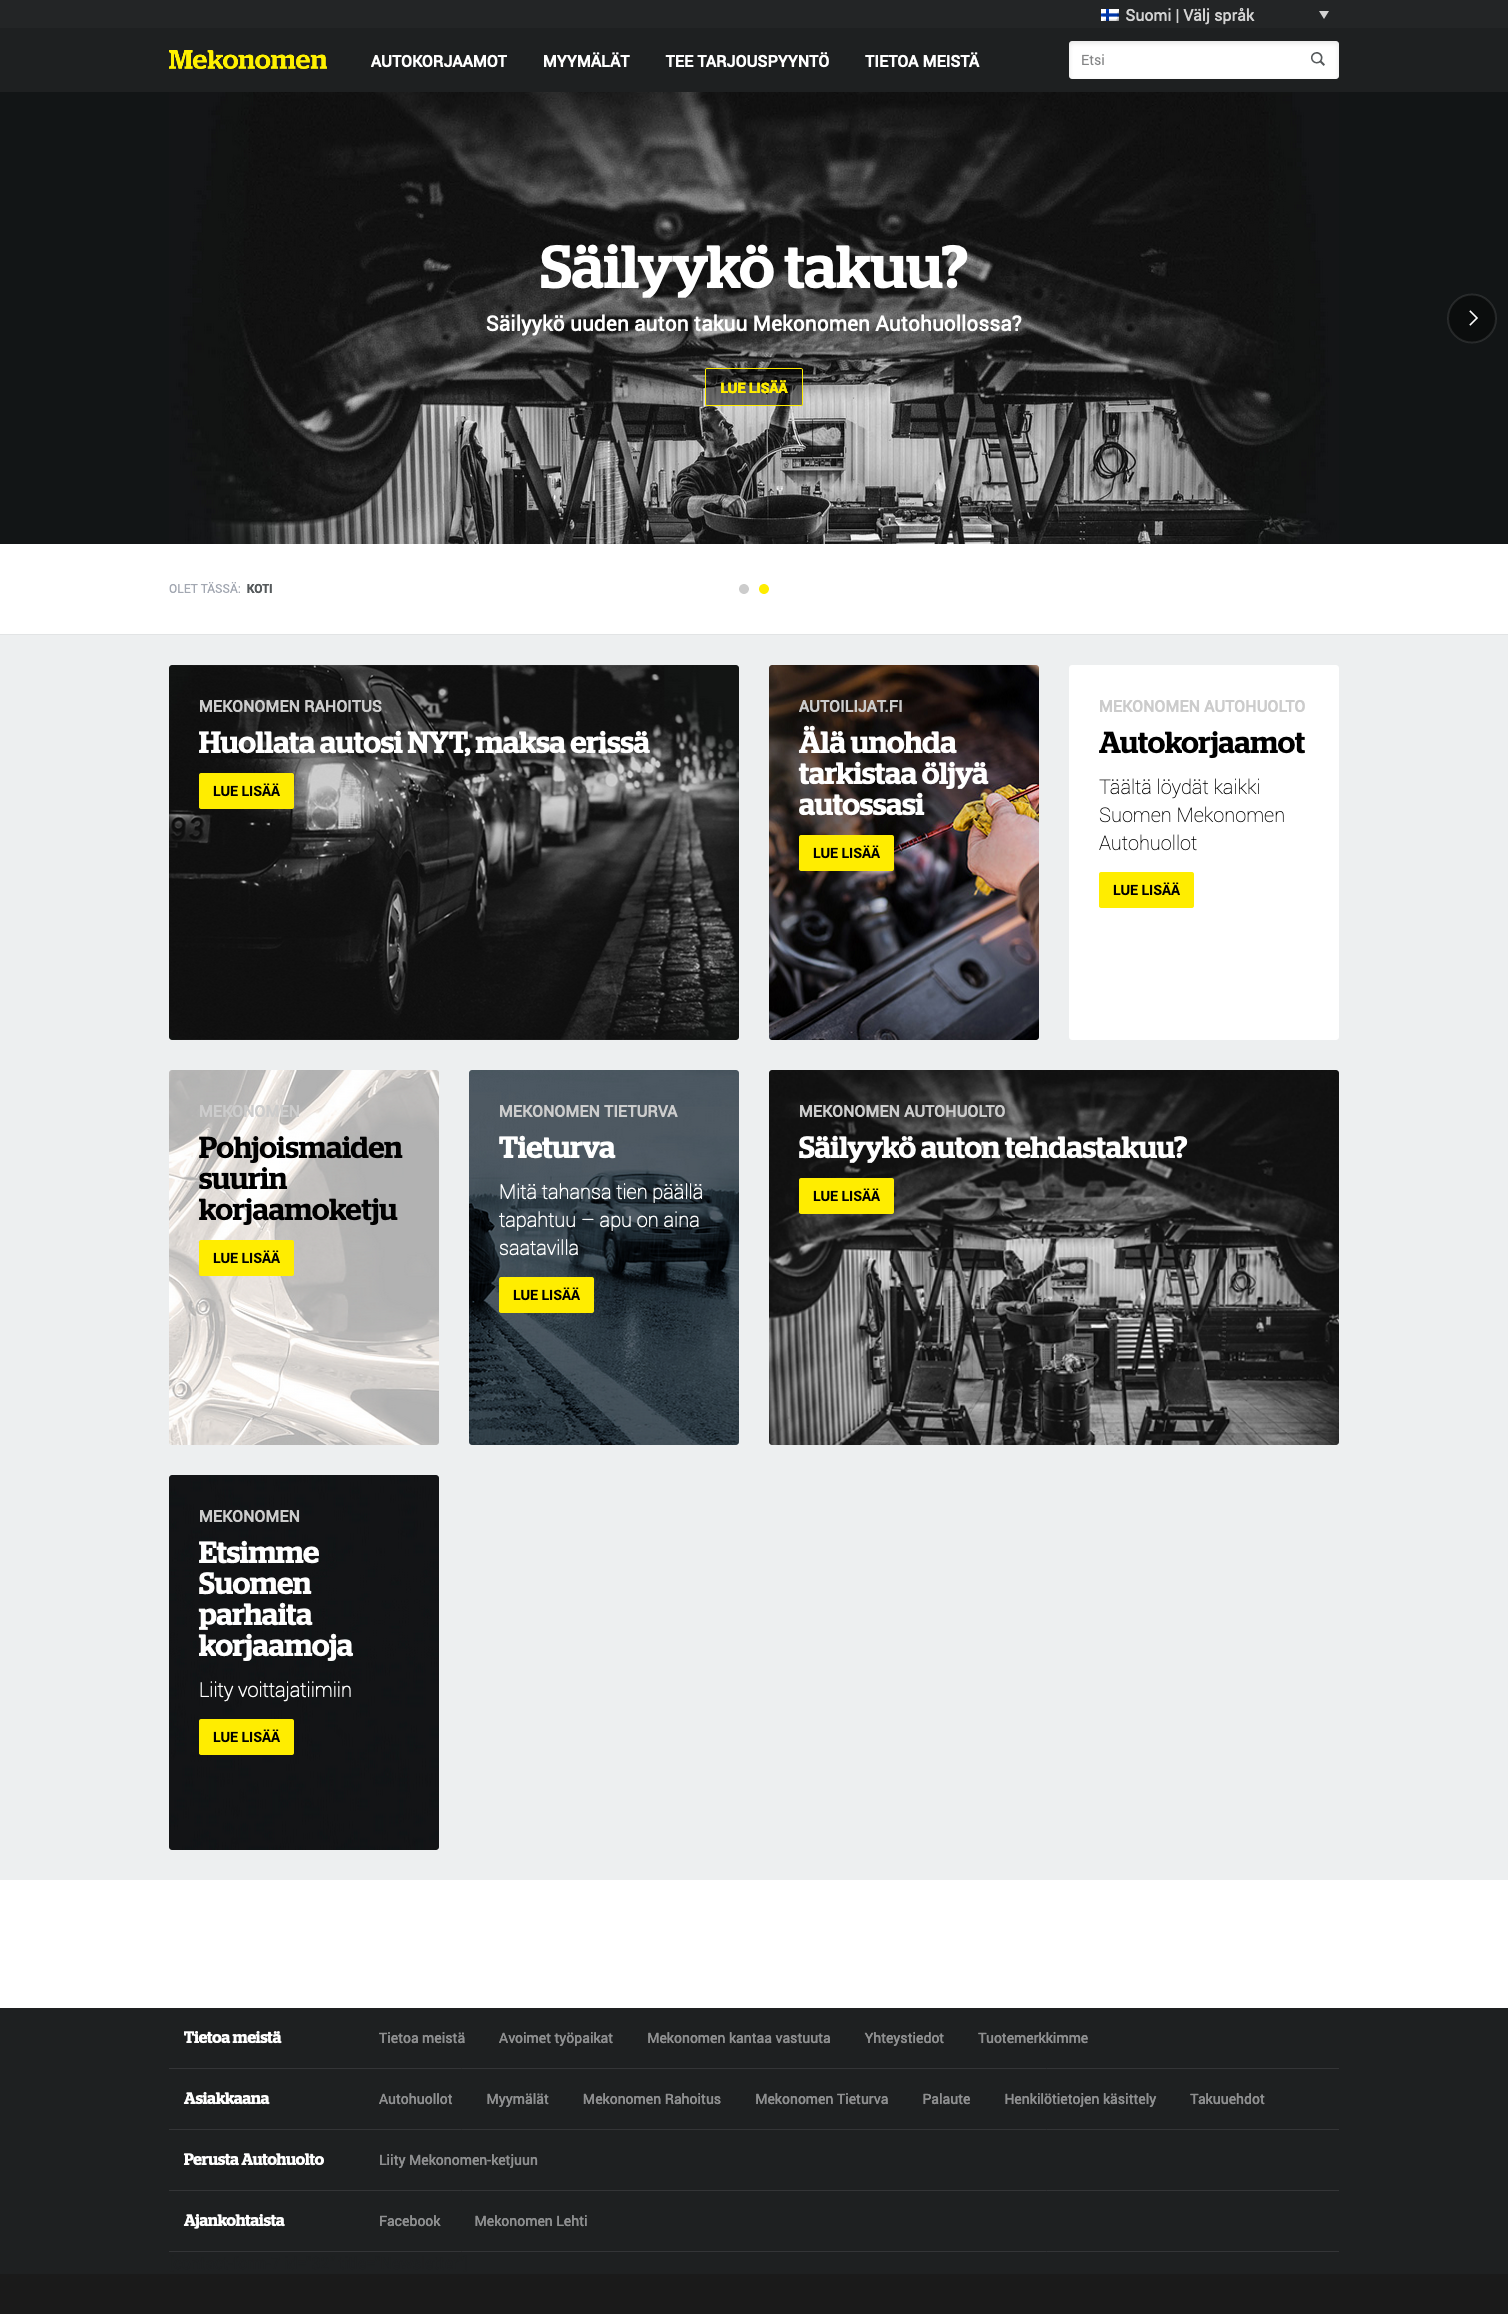 Suomi | Välj språk
Mekonomen
AUTOKORJAAMOT MYYMÄLÄT TEE TARJOUSPYYNTÖ TIETOA MEISTÄ
Etsi
Säilyykö takuu?
Säilyykö uuden auton takuu Mekonomen Autohuollossa?
LUE LISÄÄ
OLET TÄSSÄ: KOTI
MEKONOMEN RAHOITUS
Huollata autosi NYT, maksa erissä
LUE LISÄÄ
93
AUTOILIJAT.FI
Älä unohda
tarkistaa öljyä
autossasi
LUE LISÄÄ
MEKONOMEN AUTOHUOLTO
Autokorjaamot
Täältä löydät kaikki
Suomen Mekonomen
Autohuollot
LUE LISÄÄ
MEKONOMEN
Pohjoismaiden
suurin
korjaamoketju
LUE LISÄÄ
MEKONOMEN TIETURVA
Tieturva
Mitä tahansa tien päällä
tapahtuu – apu on aina
saatavilla
LUE LISÄÄ
MEKONOMEN AUTOHUOLTO
Säilyykö auton tehdastakuu?
LUE LISÄÄ
MEKONOMEN
Etsimme
Suomen
parhaita
korjaamoja
Liity voittajatiimiin
LUE LISÄÄ
Tietoa meistä Tietoa meistä Avoimet työpaikat Mekonomen kantaa vastuuta Yhteystiedot Tuotemerkkimme
Asiakkaana Autohuollot Myymälät Mekonomen Rahoitus Mekonomen Tieturva Palaute Henkilötietojen käsittely Takuuehdot
Perusta Autohuolto Liity Mekonomen-ketjuun
Ajankohtaista Facebook Mekonomen Lehti